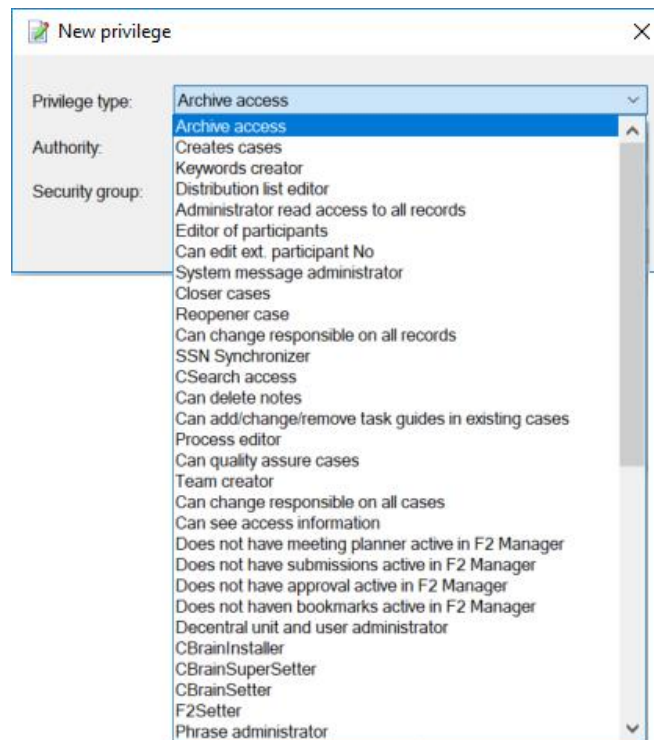 New privilege
Privilege type:
Archive access
Authority:
Security group:
Archive access
Creates cases
Keywords creator
Distribution list editor
Administrator read access to all records
Editor of participants
Can edit ext. participant No
System message administrator
Closer cases
Reopener case
Can change responsible on all records
SSN Synchronizer
CSearch access
Can delete notes
Can add/change/remove task guides in existing cases
Process editor
Can quality assure cases
Team creator
Can change responsible on all cases
Can see access information
Does not have meeting planner active in F2 Manager
Does not have submissions active in F2 Manager
Does not have approval active in F2 Manager
Does not haven bookmarks active in F2 Manager
Decentral unit and user administrator
CBrainInstaller
CBrainSuperSetter
CBrainSetter
F2Setter
Phrase administrator